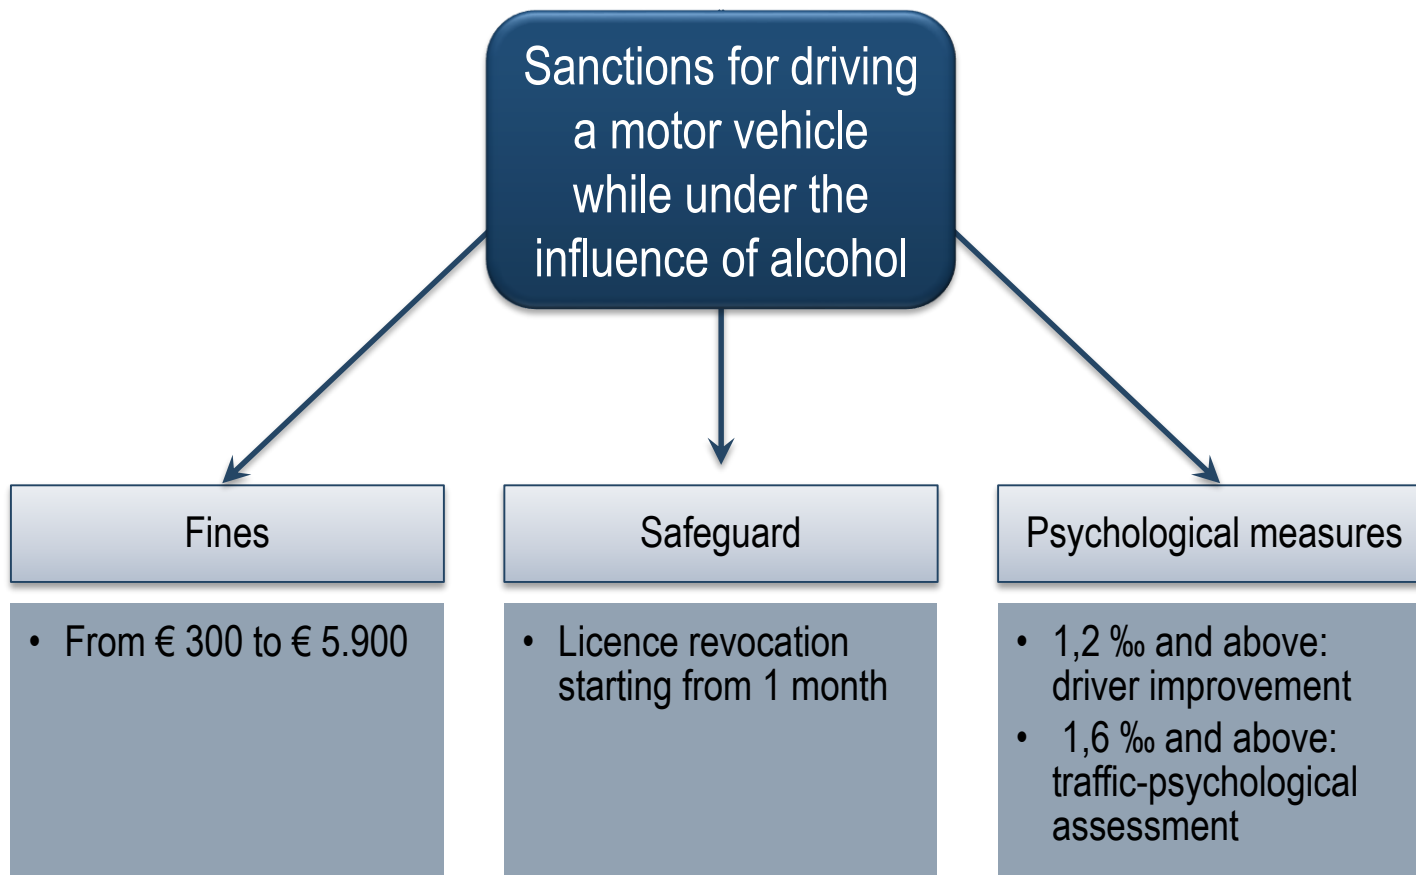 Sanctions for driving
a motor vehicle
while under the
influence of alcohol
Fines
• From € 300 to € 5.900
Safeguard
• Licence revocation
starting from 1 month
Psychological measures
• 1,2 ‰ and above:
driver improvement
• 1,6 ‰ and above:
traffic-psychological
assessment